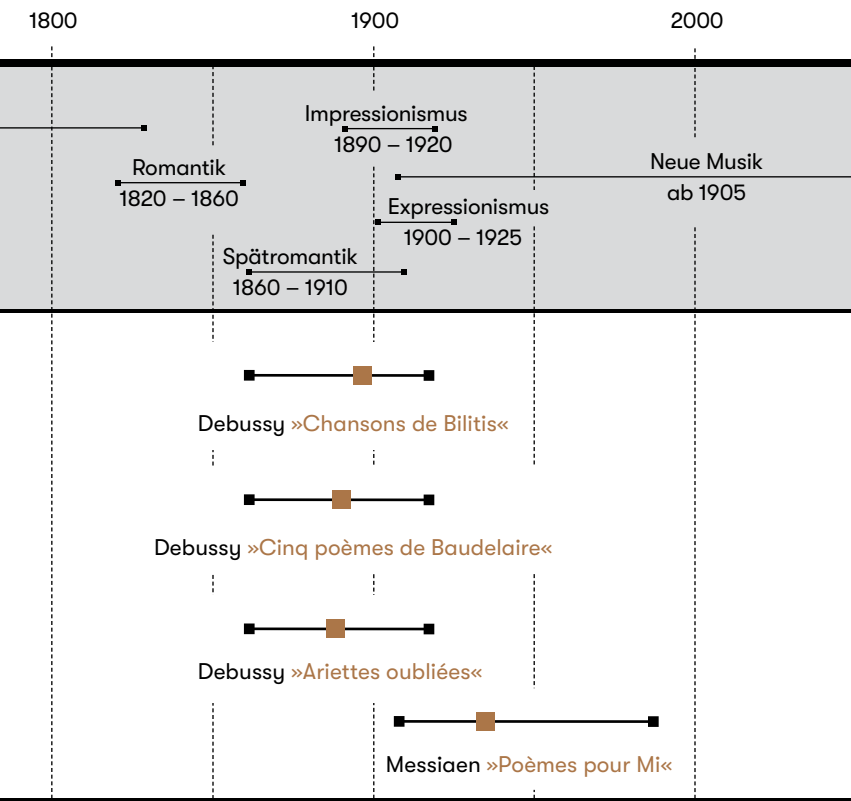 1800 1900 2000
Impressionismus
1890 – 1920
Romantik
1820 – 1860
Neue Musik
ab 1905
Expressionismus
1900 – 1925
Spätromantik
1860 – 1910
Debussy »Chansons de Bilitis«
Debussy »Cinq poèmes de Baudelaire«
Debussy »Ariettes oubliées«
Messiaen »Poèmes pour Mi«